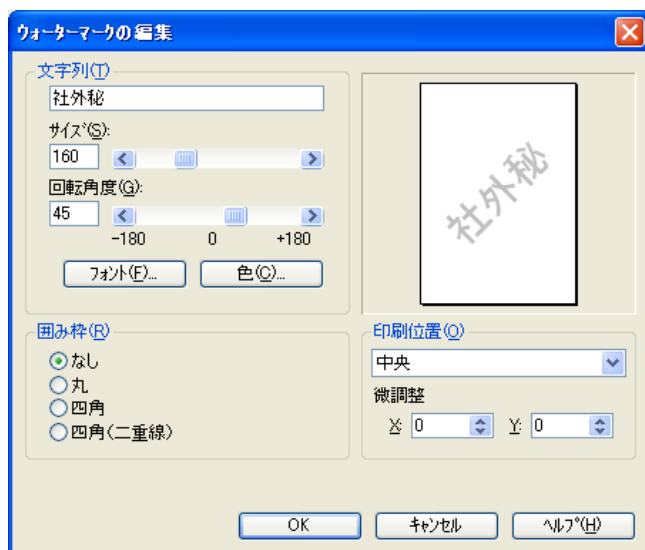 ウォーターマークの編集
文字列(T)
社外秘
サイズ(S):
160
回転角度(G):
45
-180 0 +180
フォント(F)... 色(C)...
社外秘
囲み枠(R)
なし
丸
四角
四角(二重線)
印刷位置(O)
中央
微調整
X: 0 Y: 0
OK キャンセル ヘルプ(H)